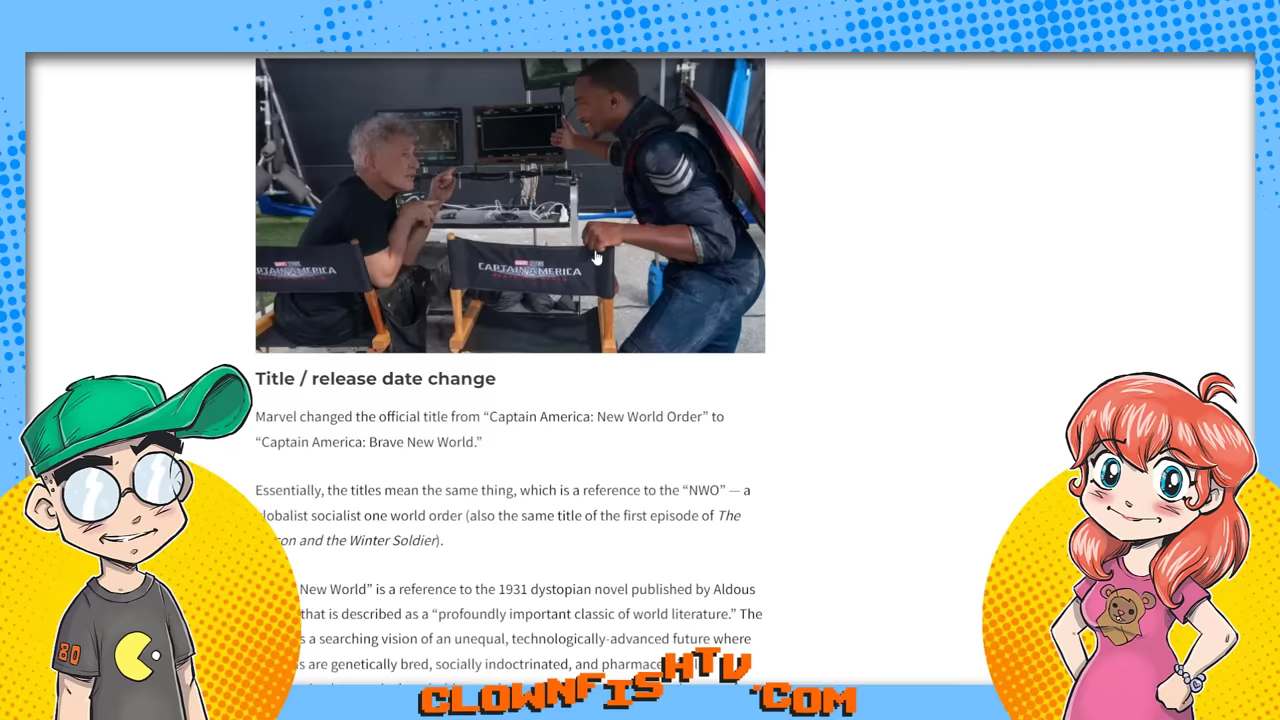 CAPTAIN AMERICA
Title / release date change
Marvel changed the official title from “Captain America: New World Order” to
“Captain America: Brave New World.”
Essentially, the titles mean the same thing, which is a reference to the “NWO” — a
globalist socialist one world order (also the same title of the first episode of The
on and the Winter Soldier).
New World” is a reference to the 1931 dystopian novel published by Aldous
that is described as a “profoundly important classic of world literature.” The
s a searching vision of an unequal, technologically-advanced future where
s are genetically bred, socially indoctrinated, and
80
CLOWNFISHTV.COM